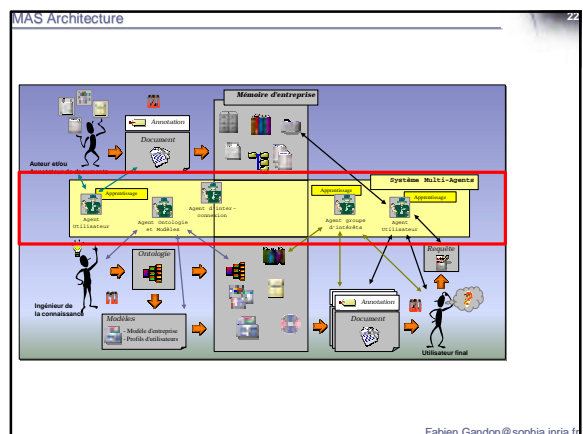 MAS Architecture
22
Mémoire d'entreprise
Annotation
Document
Auteur et/ou
Système Multi-Agents
Apprentissage
Apprentissage
Apprentissage
Agent
Utilisateur
Agent Ontologie
et Modèles
Agent d'inter-
connexion
Agent groupe
d'intérêts
Agent
Utilisateur
Requête
Ontologie
Ingénieur de
la connaissance
Modèles
- Modèle d'entreprise
- Profils d'utilisateurs
Annotation
Document
Utilisateur final
Fabien.Gandon@sophia.inria.fr